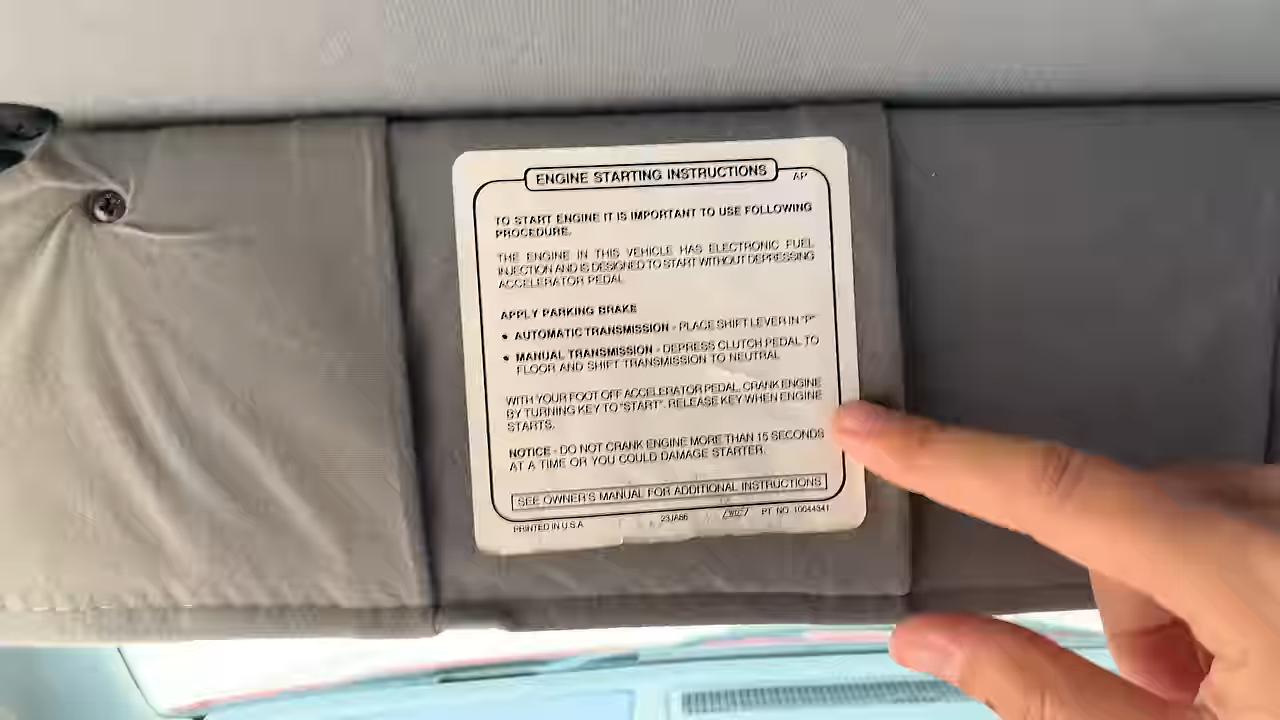 ENGINE STARTING INSTRUCTIONS
AP
TO START ENGINE IT IS IMPORTANT TO USE FOLLOWING
PROCEDURE.
THE ENGINE IN THIS VEHICLE HAS ELECTRONIC FUEL
INJECTION AND IS DESIGNED TO START WITHOUT DEPRESSING
ACCELERATOR PEDAL
APPLY PARKING BRAKE
• AUTOMATIC TRANSMISSION - PLACE SHIFT LEVER IN "P"
• MANUAL TRANSMISSION - DEPRESS CLUTCH PEDAL TO
FLOOR AND SHIFT TRANSMISSION TO NEUTRAL
WITH YOUR FOOT OFF ACCELERATOR PEDAL, CRANK ENGINE
BY TURNING KEY TO "START". RELEASE KEY WHEN ENGINE
STARTS.
NOTICE - DO NOT CRANK ENGINE MORE THAN 15 SECONDS
AT A TIME OR YOU COULD DAMAGE STARTER.
SEE OWNER'S MANUAL FOR ADDITIONAL INSTRUCTIONS
PRINTED IN U.S.A. 23JA86 PT NO 10044341